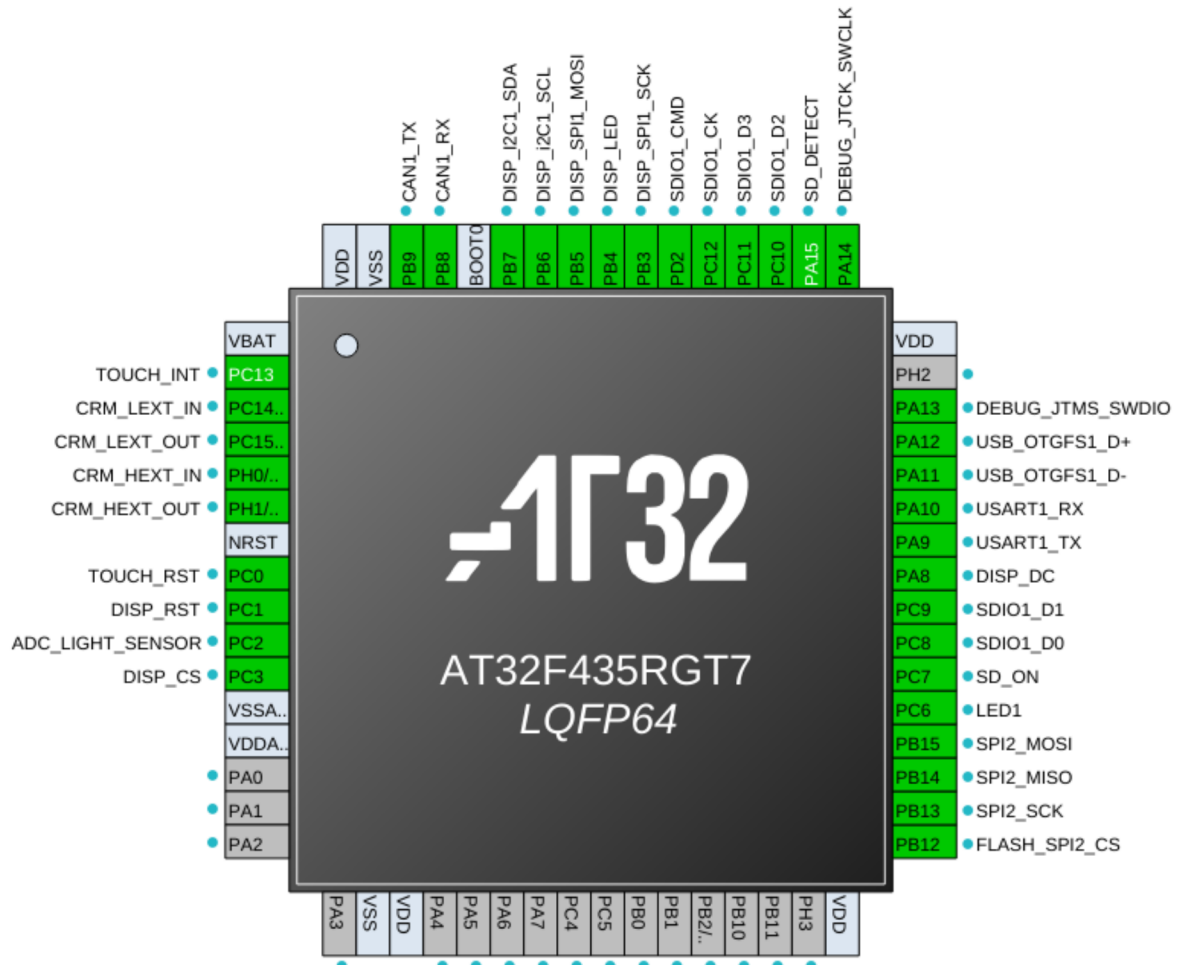 CAN1_TX
CAN1_RX
DISP_I2C1_SDA
DISP_i2C1_SCL
DISP_SPI1_MOSI
DISP_LED
DISP_SPI1_SCK
SDIO1_CMD
SDIO1_CK
SDIO1_D3
SDIO1_D2
SD_DETECT
DEBUG_JTCK_SWCLK
VDD
VSS
PB9
PB8
BOOT0
PB7
PB6
PB5
PB4
PB3
PD2
PC12
PC11
PC10
PA15
PA14
VBAT
TOUCH_INT PC13
CRM_LEXT_IN PC14..
CRM_LEXT_OUT PC15..
CRM_HEXT_IN PH0/..
CRM_HEXT_OUT PH1/..
NRST
TOUCH_RST PC0
DISP_RST PC1
ADC_LIGHT_SENSOR PC2
DISP_CS PC3
VSSA..
VDDA..
PA0
PA1
PA2
AT32
AT32F435RGT7
LQFP64
VDD
PH2
PA13 DEBUG_JTMS_SWDIO
PA12 USB_OTGFS1_D+
PA11 USB_OTGFS1_D-
PA10 USART1_RX
PA9 USART1_TX
PA8 DISP_DC
PC9 SDIO1_D1
PC8 SDIO1_D0
PC7 SD_ON
PC6 LED1
PB15 SPI2_MOSI
PB14 SPI2_MISO
PB13 SPI2_SCK
PB12 FLASH_SPI2_CS
PA3
VSS
VDD
PA4
PA5
PA6
PA7
PC4
PC5
PB0
PB1
PB2/..
PB10
PB11
PH3
VDD